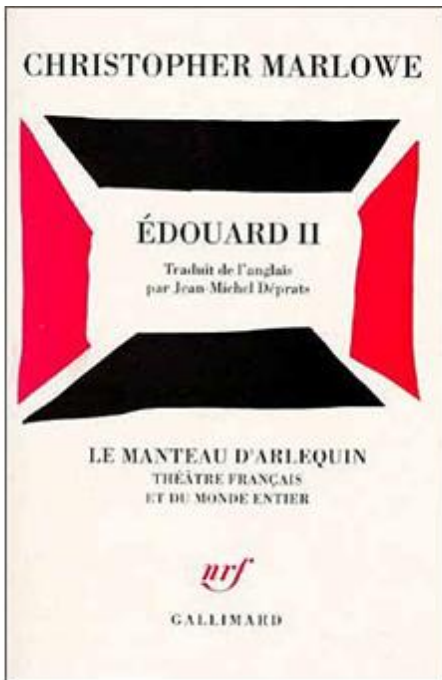 CHRISTOPHER MARLOWE
ÉDOUARD II
Traduit de l'anglais
par Jean-Michel Déprats
LE MANTEAU D'ARLEQUIN
THÉÂTRE FRANÇAIS
ET DU MONDE ENTIER
nrf
GALLIMARD